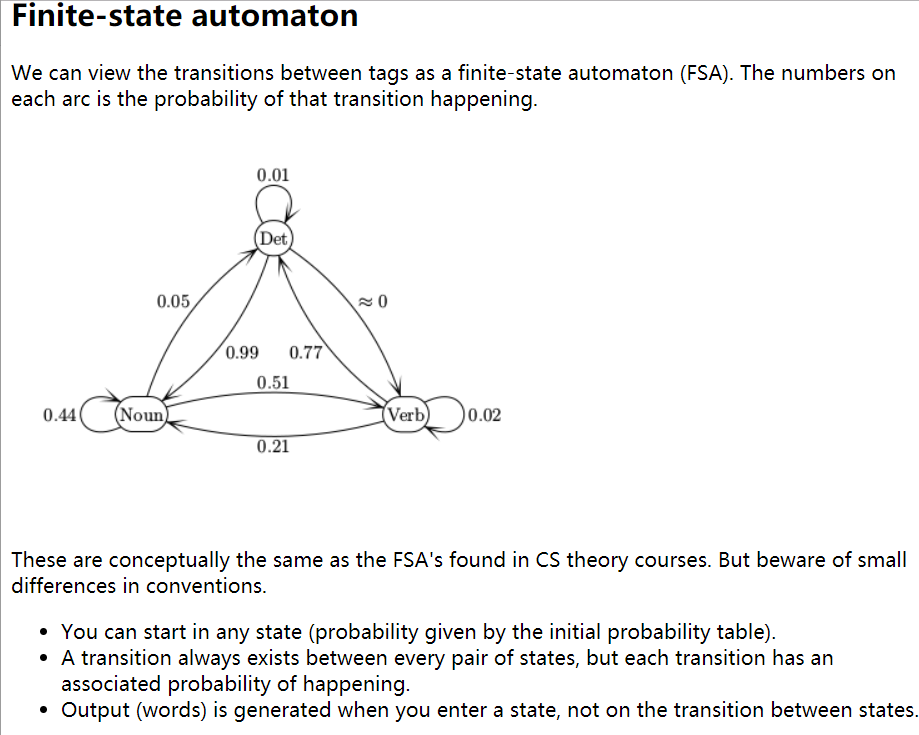 Finite-state automaton
We can view the transitions between tags as a finite-state automaton (FSA). The numbers on
each arc is the probability of that transition happening.
0.01
Det
0.05
≈ 0
0.99
0.77
0.51
0.44
Noun
Verb
0.02
0.21
These are conceptually the same as the FSA's found in CS theory courses. But beware of small
differences in conventions.
• You can start in any state (probability given by the initial probability table).
• A transition always exists between every pair of states, but each transition has an
associated probability of happening.
• Output (words) is generated when you enter a state, not on the transition between states.